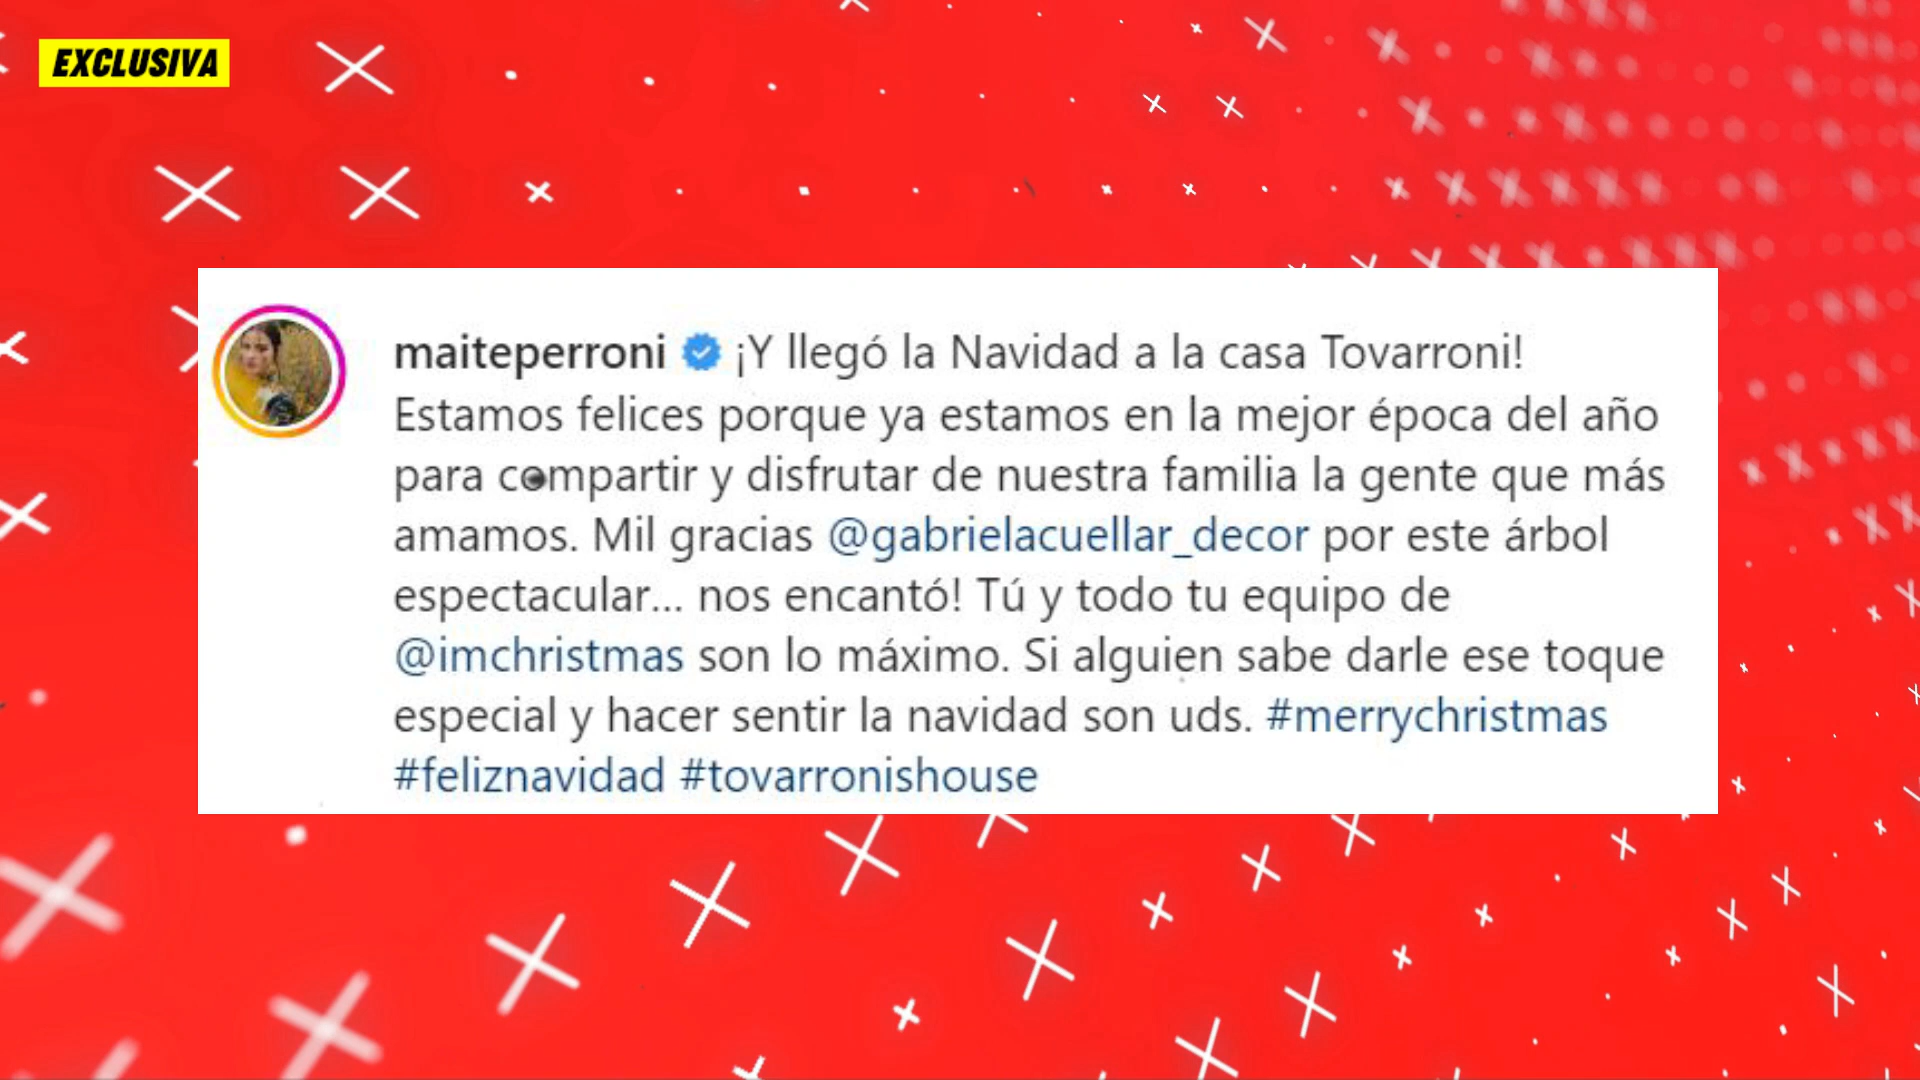 EXCLUSIVA
maiteperroni ¡Y llegó la Navidad a la casa Tovarroni!
Estamos felices porque ya estamos en la mejor época del año
para compartir y disfrutar de nuestra familia la gente que más
amamos. Mil gracias @gabrielacuellar_decor por este árbol
espectacular... nos encantó! Tú y todo tu equipo de
@imchristmas son lo máximo. Si alguien sabe darle ese toque
especial y hacer sentir la navidad son uds. #merrychristmas
#feliznavidad #tovarronishouse